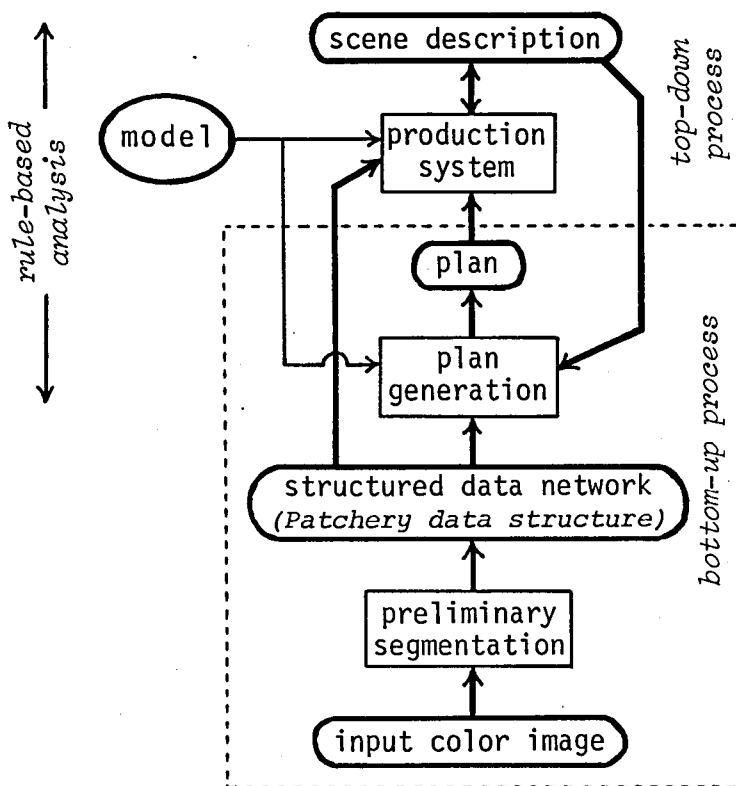 scene description
top-down
process
model
production
system
rule-based
analysis
plan
plan
generation
bottom-up process
structured data network
(Patchery data structure)
preliminary
segmentation
input color image